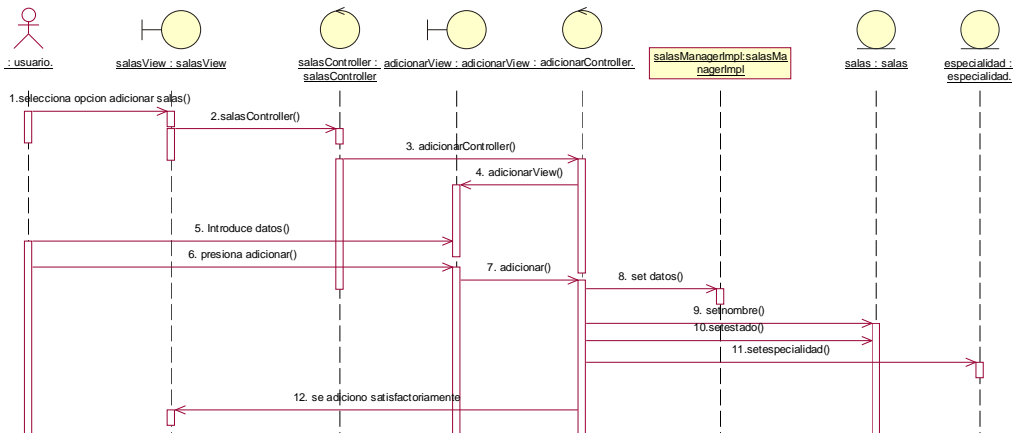 : usuario.
salasView : salasView
salasController :
salasController
adicionarView : adicionarView
: adicionarController.
salasManagerImpl:salasMa
nagerImpl
salas : salas
especialidad :
especialidad.
1.selecciona opcion adicionar salas()
2.salasController()
3. adicionarController()
4. adicionarView()
5. Introduce datos()
6. presiona adicionar()
7. adicionar()
8. set datos()
9. setnombre()
10.setestado()
11.setespecialidad()
12. se adiciono satisfactoriamente